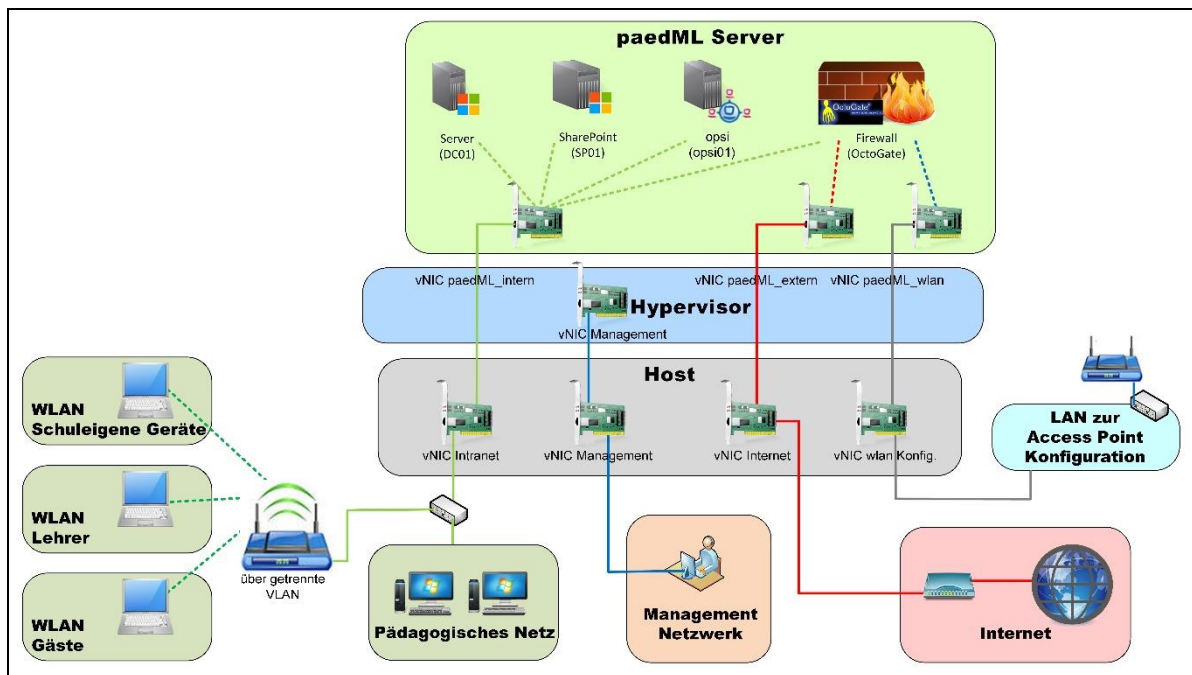 paedML Server
OctoGate
Server
(DC01)
SharePoint
(SP01)
opsi
(opsi01)
Firewall
(OctoGate)
vNIC paedML_intern
vNIC paedML_extern
vNIC paedML_wlan
Hypervisor
vNIC Management
Host
vNIC Intranet
vNIC Management
vNIC Internet
vNIC wlan Konfig.
LAN zur
Access Point
Konfiguration
WLAN
Schuleigene Geräte
WLAN
Lehrer
WLAN
Gäste
über getrennte
VLAN
Pädagogisches Netz
Management
Netzwerk
Internet